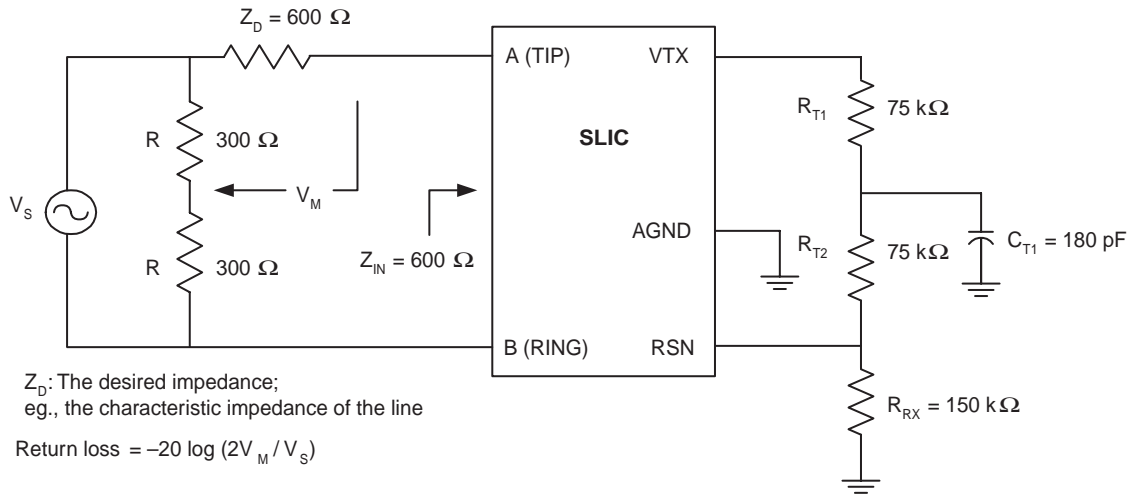 Z_D = 600 Ω
A (TIP) VTX
R_T1 75 kΩ
SLIC
R 300 Ω
V_M
V_S
AGND
R_T2 75 kΩ
C_T1 = 180 pF
Z_IN = 600 Ω
R 300 Ω
B (RING) RSN
Z_D: The desired impedance;
eg., the characteristic impedance of the line
R_RX = 150 kΩ
Return loss = –20 log (2V_M / V_S)